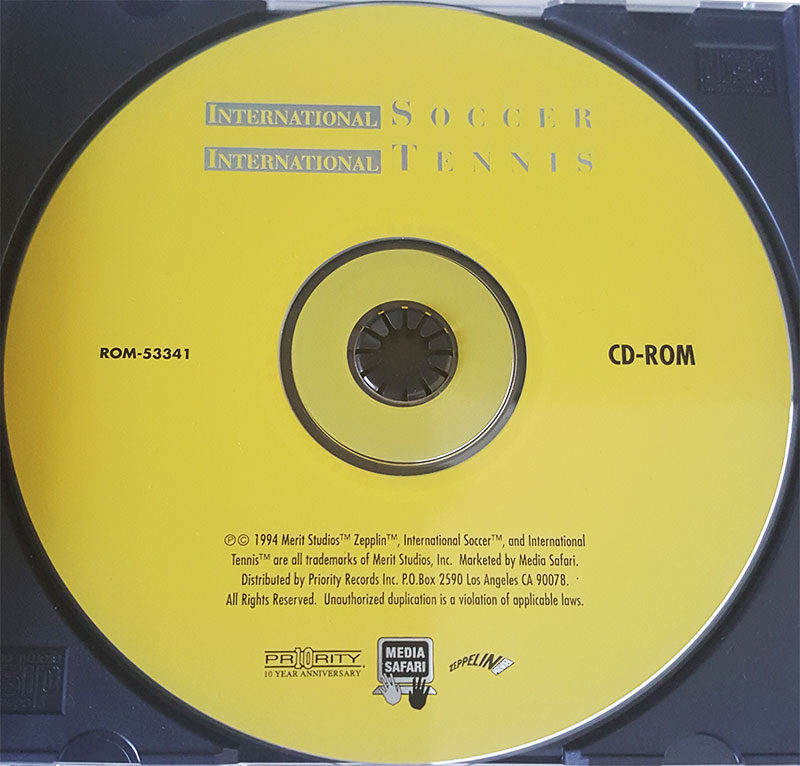 INTERNATIONAL SOCCER
INTERNATIONAL TENNIS
ROM-53341
CD-ROM
℗© 1994 Merit Studios™ Zepplin™, International Soccer™, and International
Tennis™ are all trademarks of Merit Studios, Inc. Marketed by Media Safari.
Distributed by Priority Records Inc. P.O.Box 2590 Los Angeles CA 90078.
All Rights Reserved. Unauthorized duplication is a violation of applicable laws.
PRIORITY
10 YEAR ANNIVERSARY
MEDIA
SAFARI
ZEPPELIN
disc